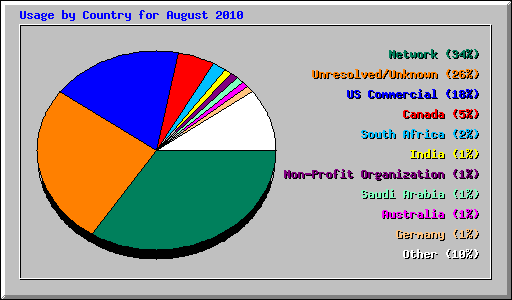 Usage by Country for August 2010
Network (34%)
Unresolved/Unknown (26%)
US Commercial (18%)
Canada (5%)
South Africa (2%)
India (1%)
Non-Profit Organization (1%)
Saudi Arabia (1%)
Australia (1%)
Germany (1%)
Other (10%)